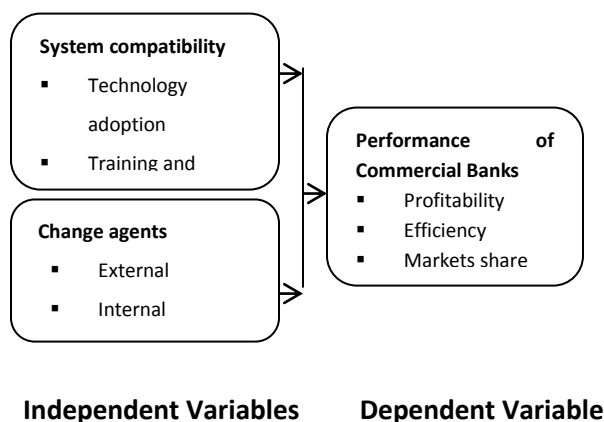 System compatibility
▪ Technology
adoption
▪ Training and
Performance of
Commercial Banks
▪ Profitability
▪ Efficiency
▪ Markets share
Change agents
▪ External
▪ Internal
Independent Variables Dependent Variable